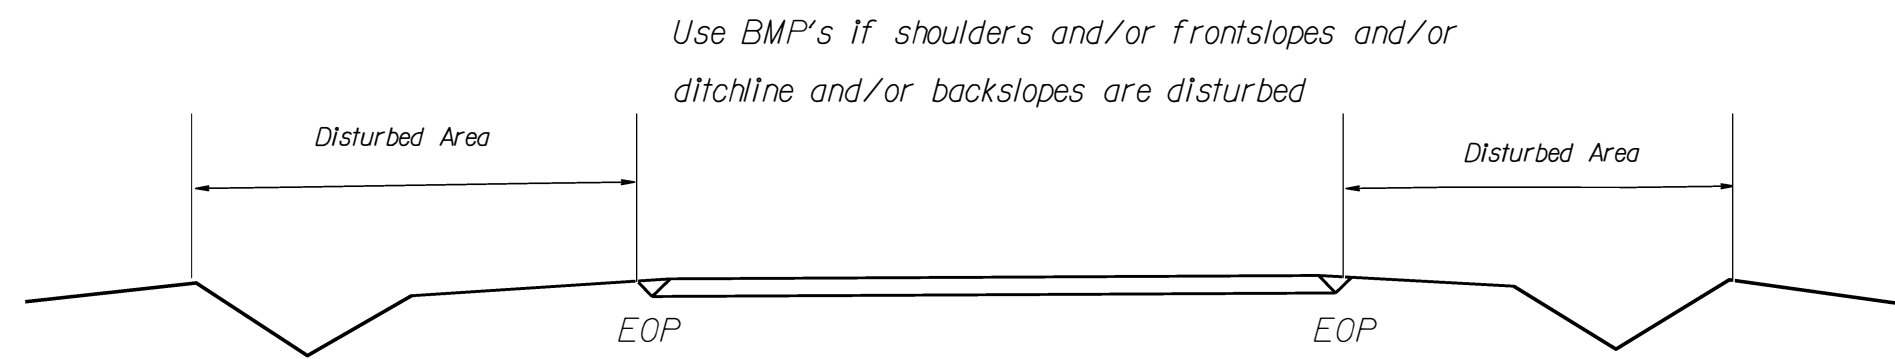 Use BMP's if shoulders and/or frontslopes and/or
ditchline and/or backslopes are disturbed
Disturbed Area
Disturbed Area
EOP
EOP